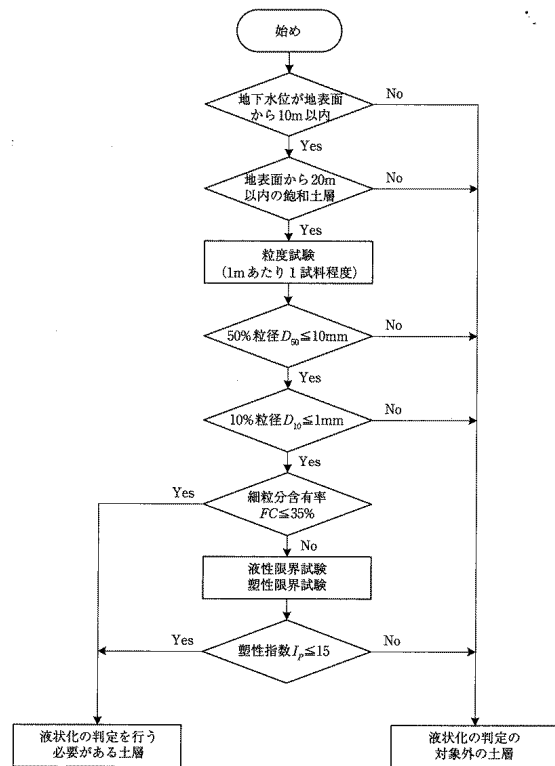 始め
地下水位が地表面
から10m以内
No
Yes
地表面から20m
以内の飽和土層
No
Yes
粒度試験
(1mあたり1試料程度)
50%粒径D50≦10mm
No
Yes
10%粒径D10≦1mm
No
Yes
細粒分含有率
FC≦35%
Yes
No
液性限界試験
塑性限界試験
塑性指数IP≦15
Yes
No
液状化の判定を行う
必要がある土層
液状化の判定の
対象外の土層